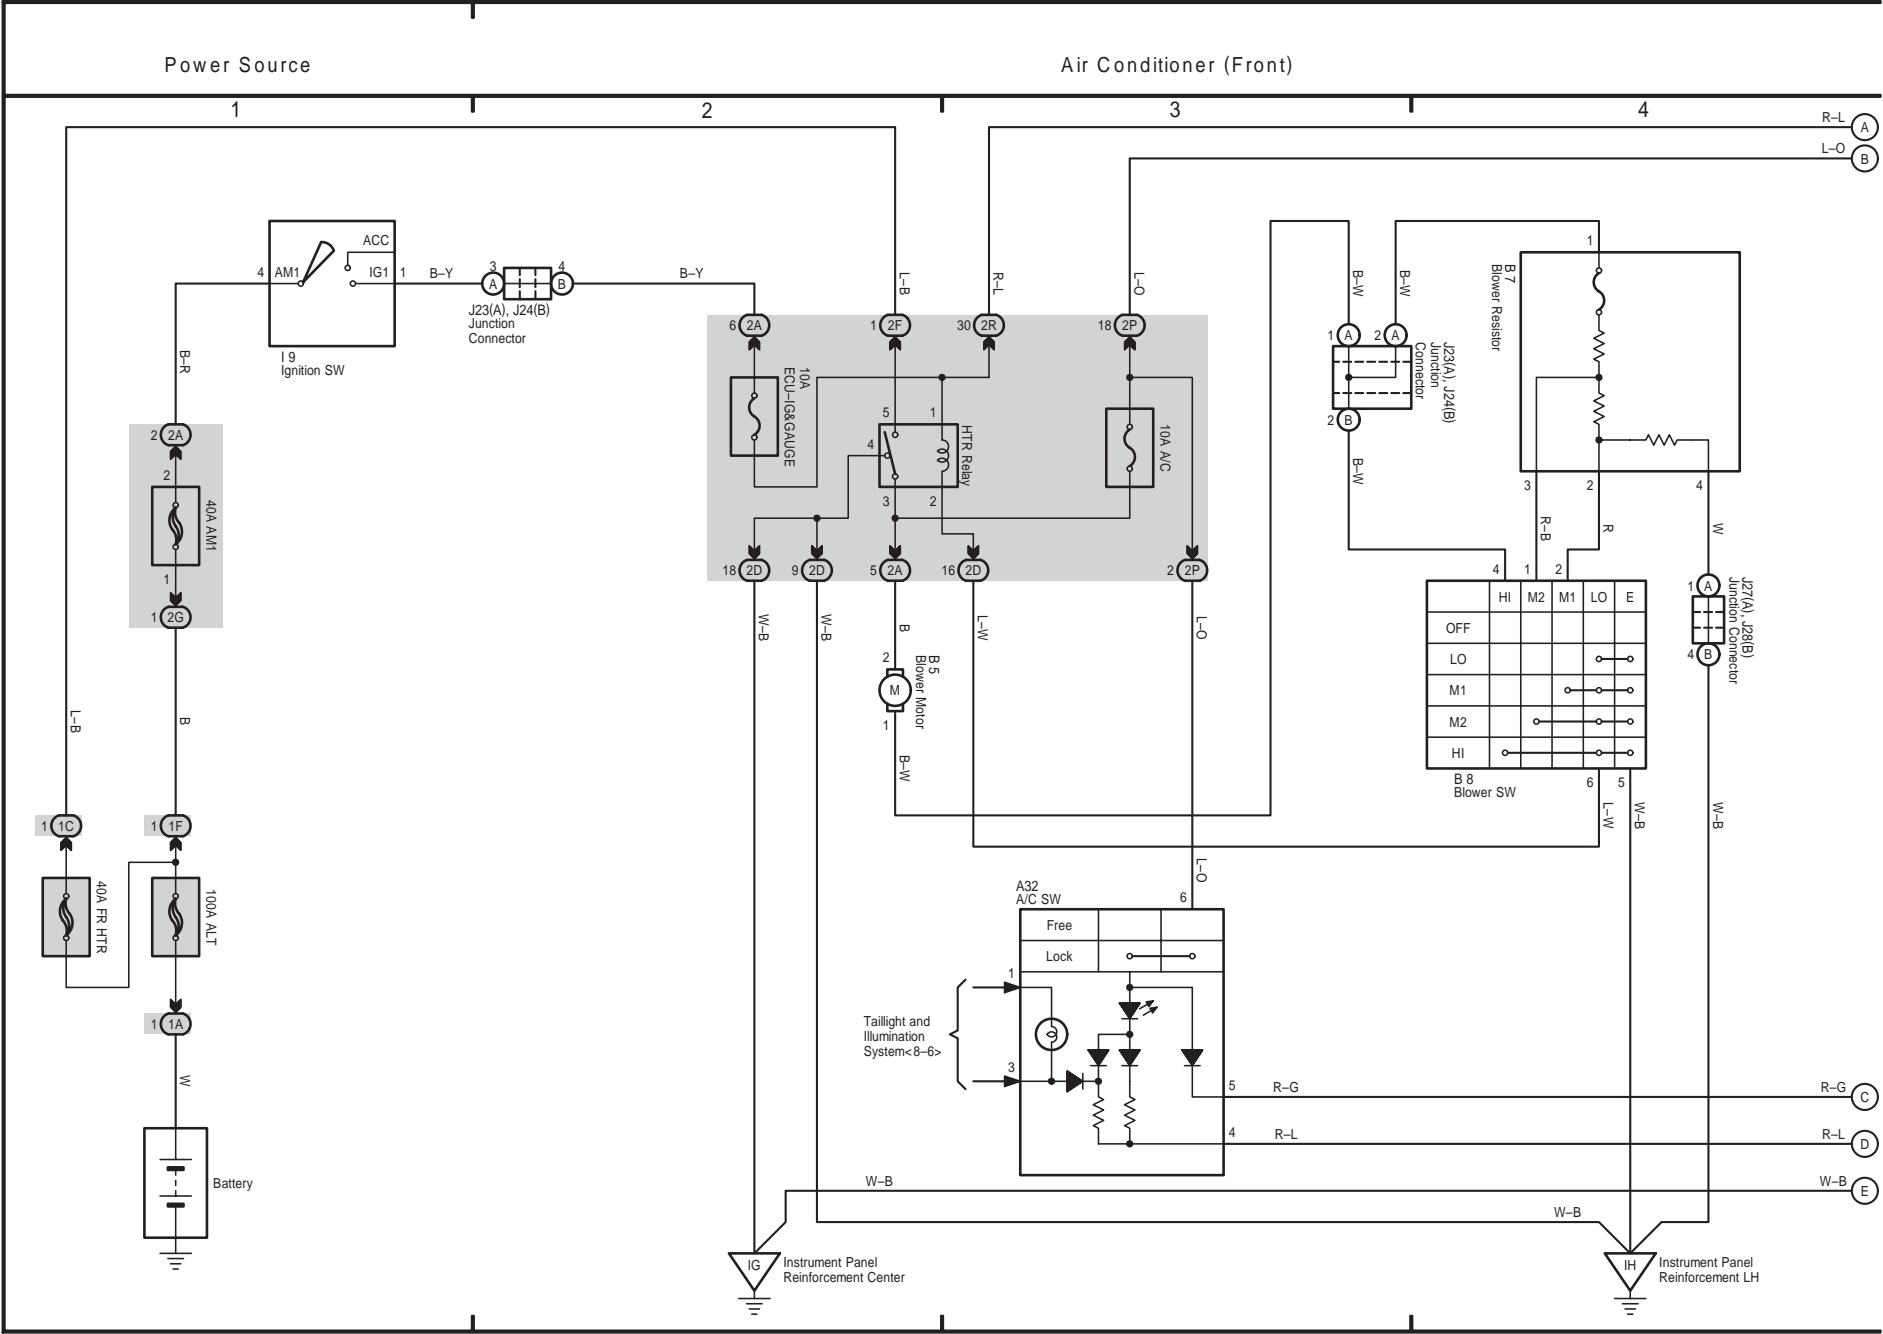 Power Source
Air Conditioner (Front)
1
2
3
4
R–L
A
L–O
B
ACC
4
AM1
IG1
1
B–Y
3
A
4
B
B–Y
J23(A), J24(B)
Junction
Connector
I 9
Ignition SW
B–R
2
2A
2
40A AM1
1
1
2G
B
L–B
1
1C
1
1F
40A FR HTR
100A ALT
1
1A
W
Battery
L–B
R–L
L–O
6
2A
1
2F
30
2R
18
2P
10A
ECU–IG&GAUGE
5
1
4
HTR Relay
3
2
10A A/C
18
2D
9
2D
5
2A
16
2D
2
2P
W–B
W–B
B
L–W
L–O
2
M
1
B 5
Blower Motor
B–W
B–W
B–W
1
A
2
A
J23(A), J24(B)
Junction
Connector
2
B
B–W
1
B 7
Blower Resistor
3
2
4
R–B
R
W
4
1
2
HI
M2
M1
LO
E
OFF
LO
M1
M2
HI
B 8
Blower SW
6
5
L–W
W–B
1
A
J27(A), J28(B)
Junction Connector
4
B
W–B
L–O
A32
A/C SW
6
Free
Lock
1
Taillight and
Illumination
System<8–6>
3
5
R–G
R–G
C
4
R–L
R–L
D
W–B
W–B
E
W–B
IG
Instrument Panel
Reinforcement Center
IH
Instrument Panel
Reinforcement LH